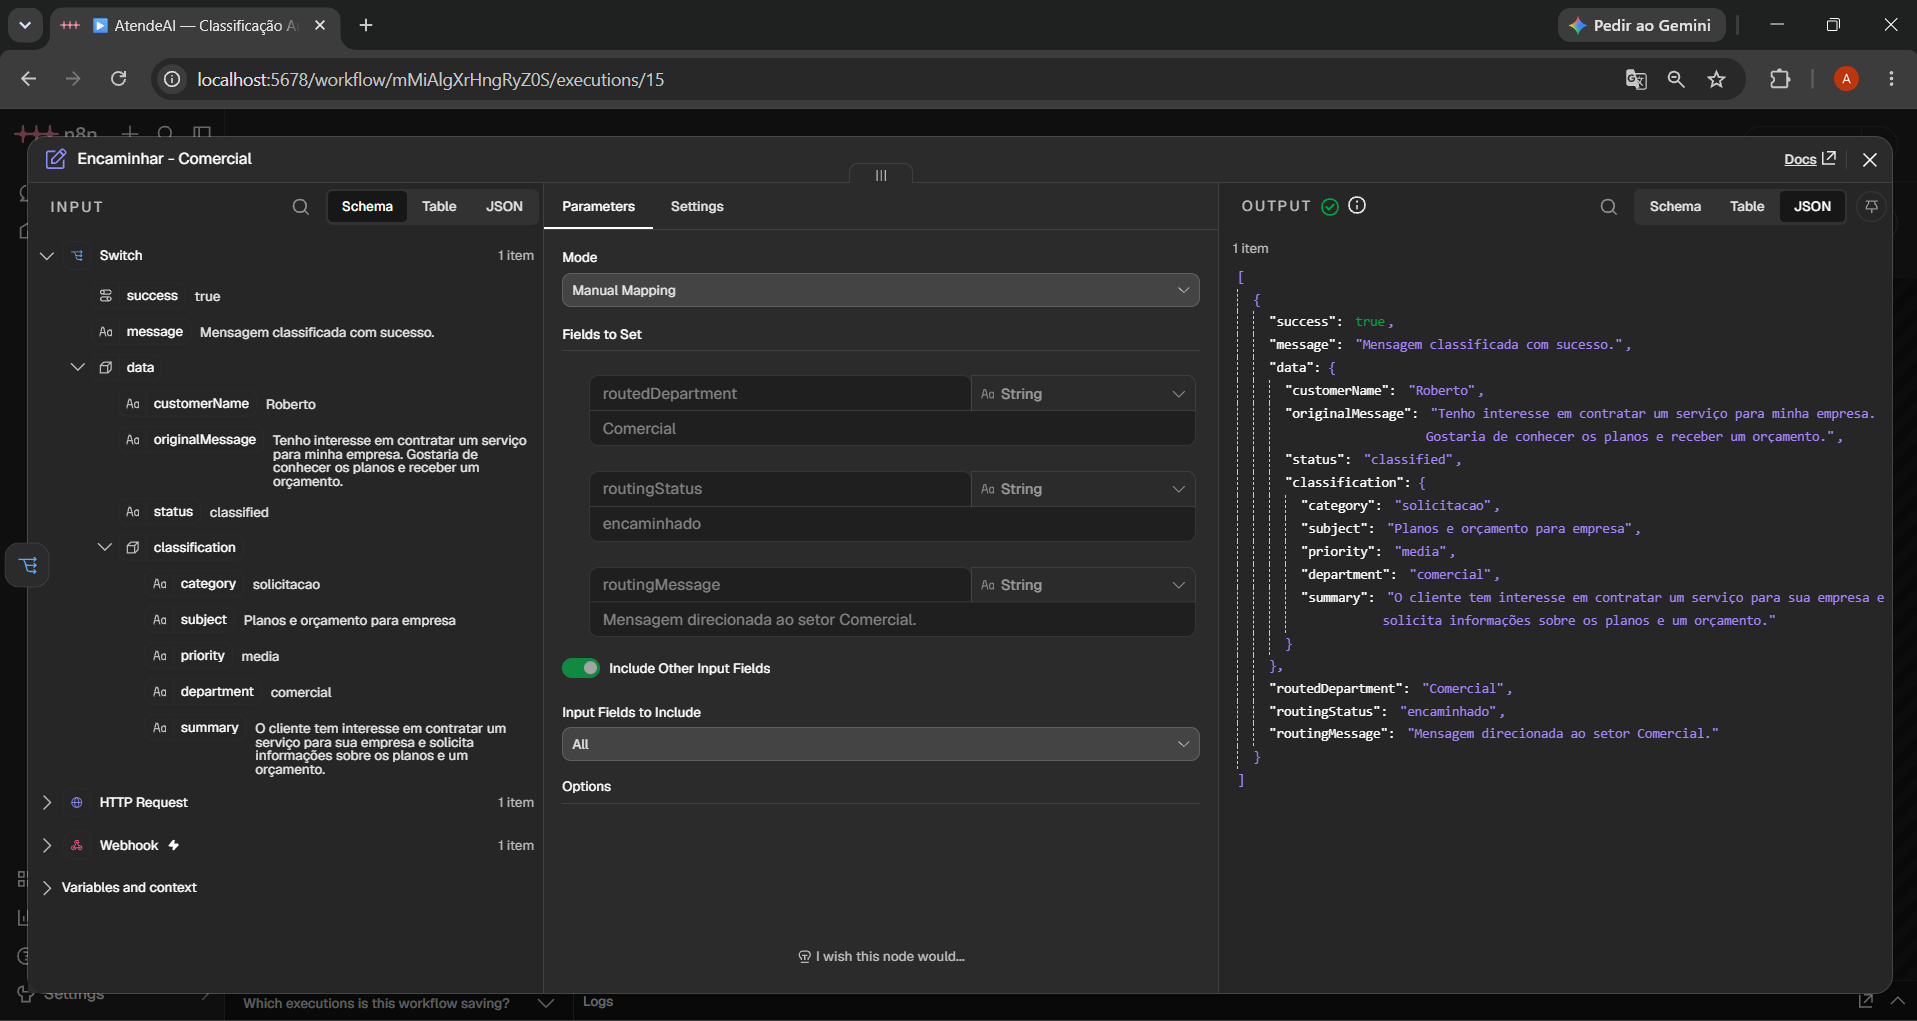 AtendeAI — Classificação A
Pedir ao Gemini
localhost:5678/workflow/mMiAlgXrHngRyZ0S/executions/15
A
n8n
Encaminhar - Comercial
Docs
INPUT
Schema Table JSON
Parameters Settings
OUTPUT
Schema Table JSON
Switch 1 item
success true
message Mensagem classificada com sucesso.
data
customerName Roberto
originalMessage Tenho interesse em contratar um serviço
para minha empresa. Gostaria de
conhecer os planos e receber um
orçamento.
status classified
classification
category solicitacao
subject Planos e orçamento para empresa
priority media
department comercial
summary O cliente tem interesse em contratar um
serviço para sua empresa e solicita
informações sobre os planos e um
orçamento.
HTTP Request 1 item
Webhook 1 item
Variables and context
Mode
Manual Mapping
Fields to Set
routedDepartment String
Comercial
routingStatus String
encaminhado
routingMessage String
Mensagem direcionada ao setor Comercial.
Include Other Input Fields
Input Fields to Include
All
Options
I wish this node would...
1 item
[
{
"success": true,
"message": "Mensagem classificada com sucesso.",
"data": {
"customerName": "Roberto",
"originalMessage": "Tenho interesse em contratar um serviço para minha empresa.
Gostaria de conhecer os planos e receber um orçamento.",
"status": "classified",
"classification": {
"category": "solicitacao",
"subject": "Planos e orçamento para empresa",
"priority": "media",
"department": "comercial",
"summary": "O cliente tem interesse em contratar um serviço para sua empresa e
solicita informações sobre os planos e um orçamento."
}
},
"routedDepartment": "Comercial",
"routingStatus": "encaminhado",
"routingMessage": "Mensagem direcionada ao setor Comercial."
}
]
Settings
Which executions is this workflow saving?
Logs